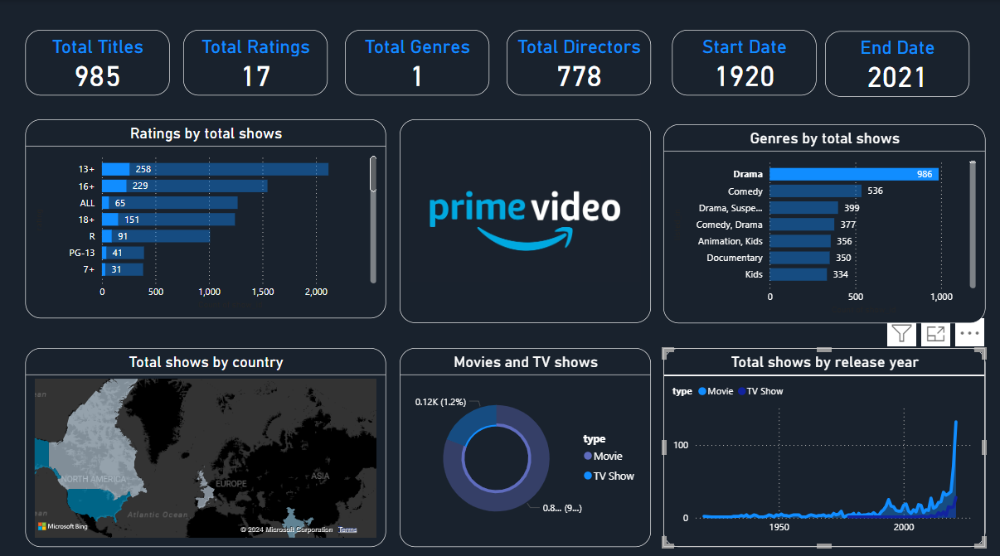 Total Titles
985
Total Ratings
17
Total Genres
1
Total Directors
778
Start Date
1920
End Date
2021
Ratings by total shows
13+ 258
16+ 229
ALL 65
18+ 151
R 91
PG-13 41
7+ 31
0 500 1,000 1,500 2,000
prime video
Genres by total shows
Drama 986
Comedy 536
Drama, Suspe... 399
Comedy, Drama 377
Animation, Kids 356
Documentary 350
Kids 334
0 500 1,000
Total shows by country
ean
NORTH AMERICA
EUROPE
ASIA
ean
Atlantic Ocean
Microsoft Bing
© 2024 Microsoft Corporation Terms
Movies and TV shows
0.12K (1.2%)
type
Movie
TV Show
0.8... (9...)
Total shows by release year
type Movie TV Show
100
0
1950 2000